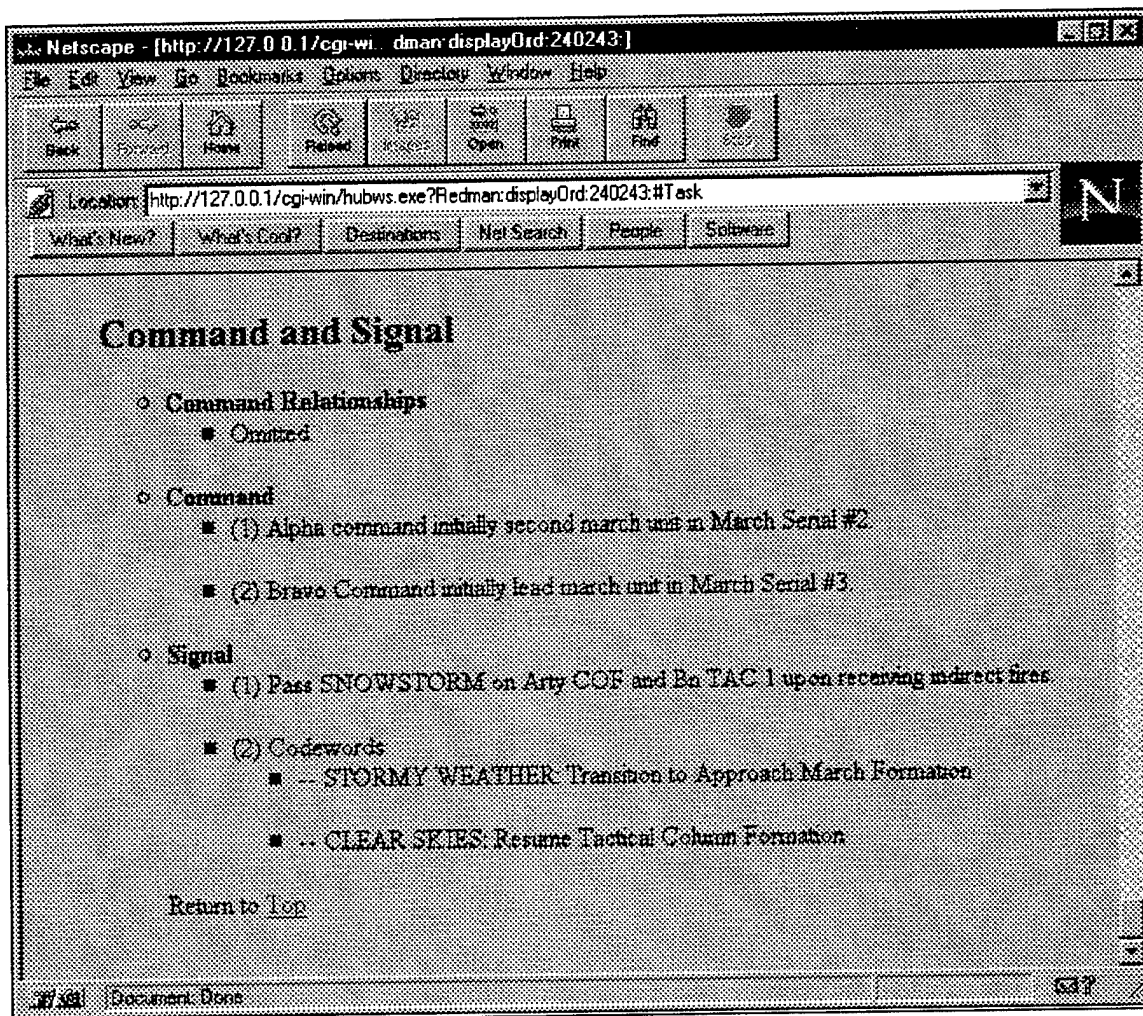 Netscape - [http://127.0.0.1/cgi-wi... dman:displayOrd:240243:]
File Edit View Go Bookmarks Options Directory Window Help
Back Forward Home Reload Images Open Print Find Stop
Location: http://127.0.0.1/cgi-win/hubws.exe?Redman:displayOrd:240243:#Task
N
What's New? What's Cool? Destinations Net Search People Software
Command and Signal
Command Relationships
Omitted
Command
(1) Alpha command initially second march unit in March Serial #2.
(2) Bravo Command initially lead march unit in March Serial #3.
Signal
(1) Pass SNOWSTORM on Arty COF and Bn TAC 1 upon receiving indirect fires.
(2) Codewords
-- STORMY WEATHER: Transition to Approach March Formation
-- CLEAR SKIES: Resume Tactical Column Formation
Return to Top
Document: Done